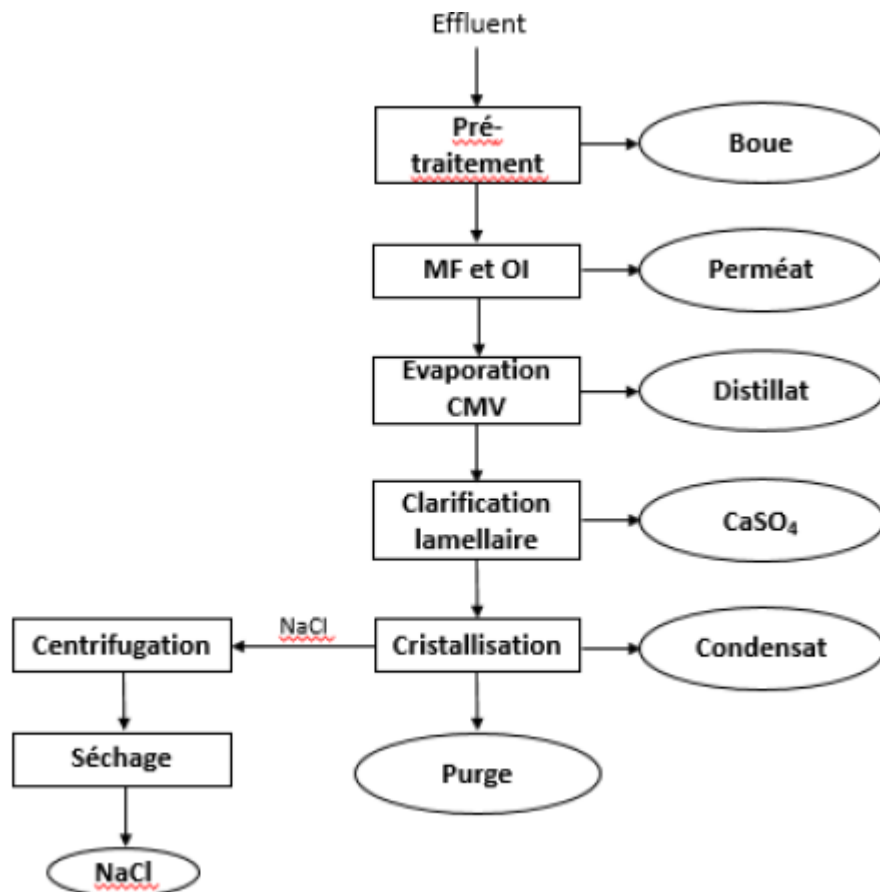 Effluent
Pré-
traitement
Boue
MF et OI
Perméat
Evaporation
CMV
Distillat
Clarification
lamellaire
CaSO₄
NaCl
Centrifugation
Cristallisation
Condensat
Séchage
Purge
NaCl